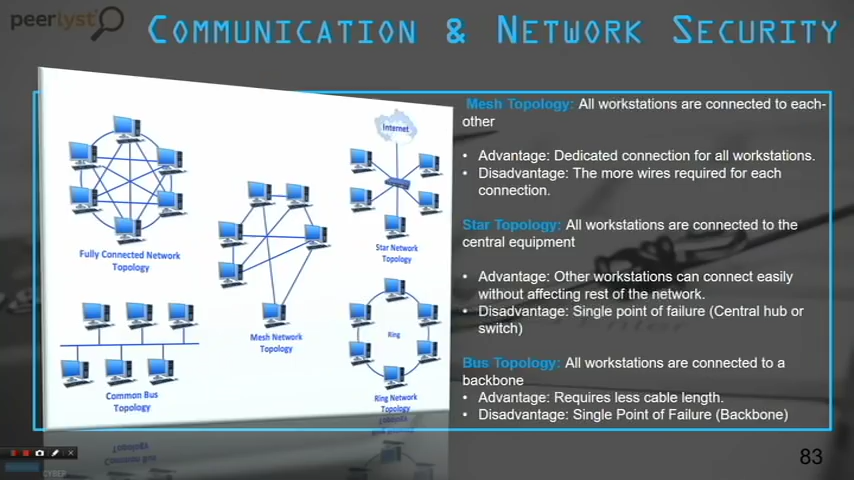 peerlyst
COMMUNICATION & NETWORK SECURITY
Internet
Fully Connected Network
Topology
Star Network
Topology
Mesh Network
Topology
Ring
Common Bus
Topology
Ring Network
Topology
Mesh Topology: All workstations are connected to each-
other
• Advantage: Dedicated connection for all workstations.
• Disadvantage: The more wires required for each
connection.
Star Topology: All workstations are connected to the
central equipment
• Advantage: Other workstations can connect easily
without affecting rest of the network.
• Disadvantage: Single point of failure (Central hub or
switch)
Bus Topology: All workstations are connected to a
backbone
• Advantage: Requires less cable length.
• Disadvantage: Single Point of Failure (Backbone)
CYBER
83